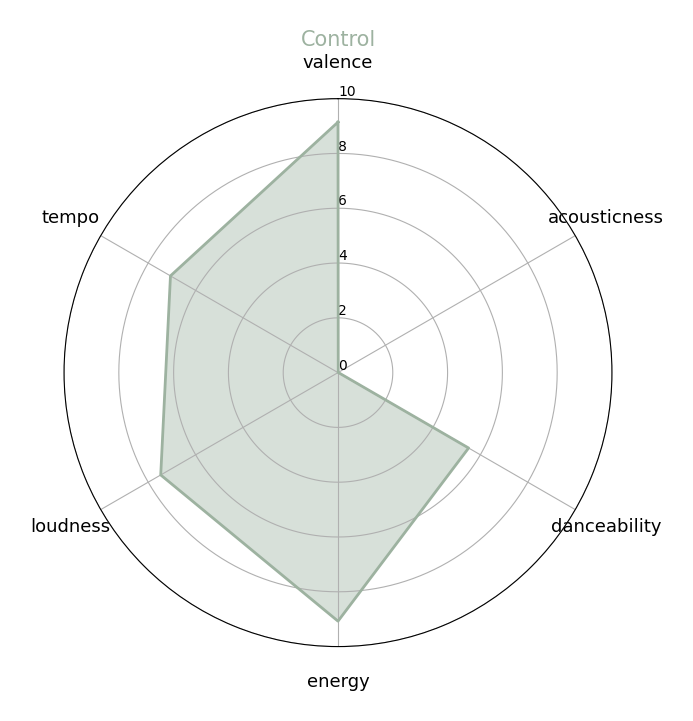 Control
valence
10
8
tempo
acousticness
6
4
2
0
loudness
danceability
energy